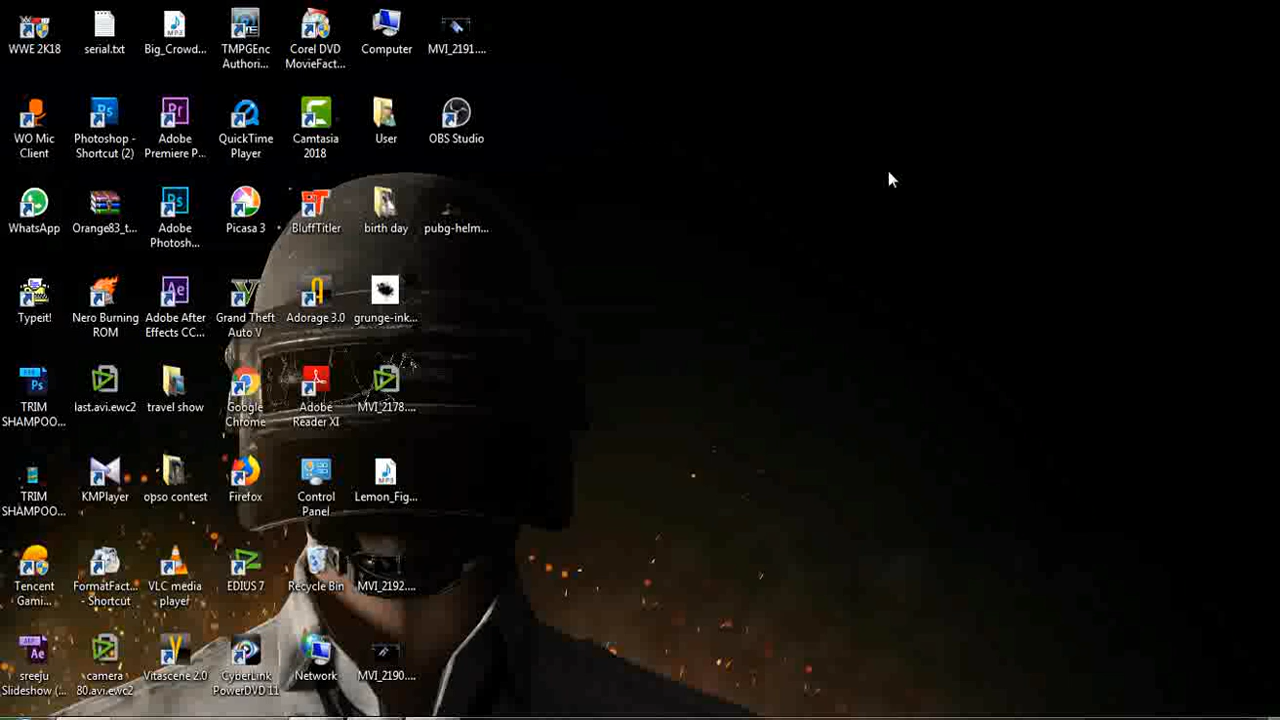 WWE 2K18
serial.txt
Big_Crowd...
TMPGEnc
Authori...
Corel DVD
MovieFact...
Computer
MVI_2191....
WO Mic
Client
Photoshop -
Shortcut (2)
Adobe
Premiere P...
QuickTime
Player
Camtasia
2018
User
OBS Studio
WhatsApp
Orange83_t...
Adobe
Photosh...
Picasa 3
BluffTitler
birth day
pubg-helm...
Typeit!
Nero Burning
ROM
Adobe After
Effects CC...
Grand Theft
Auto V
Adorage 3.0
grunge-ink...
TRIM
SHAMPOO...
last.avi.ewc2
travel show
Google
Chrome
Adobe
Reader XI
MVI_2178....
TRIM
SHAMPOO...
KMPlayer
opso contest
Firefox
Control
Panel
Lemon_Fig...
Tencent
Gami...
FormatFact...
- Shortcut
VLC media
player
EDIUS 7
Recycle Bin
MVI_2192....
sreeju
Slideshow (...
camera
80.avi.ewc2
Vitascene 2.0
CyberLink
PowerDVD 11
Network
MVI_2190....